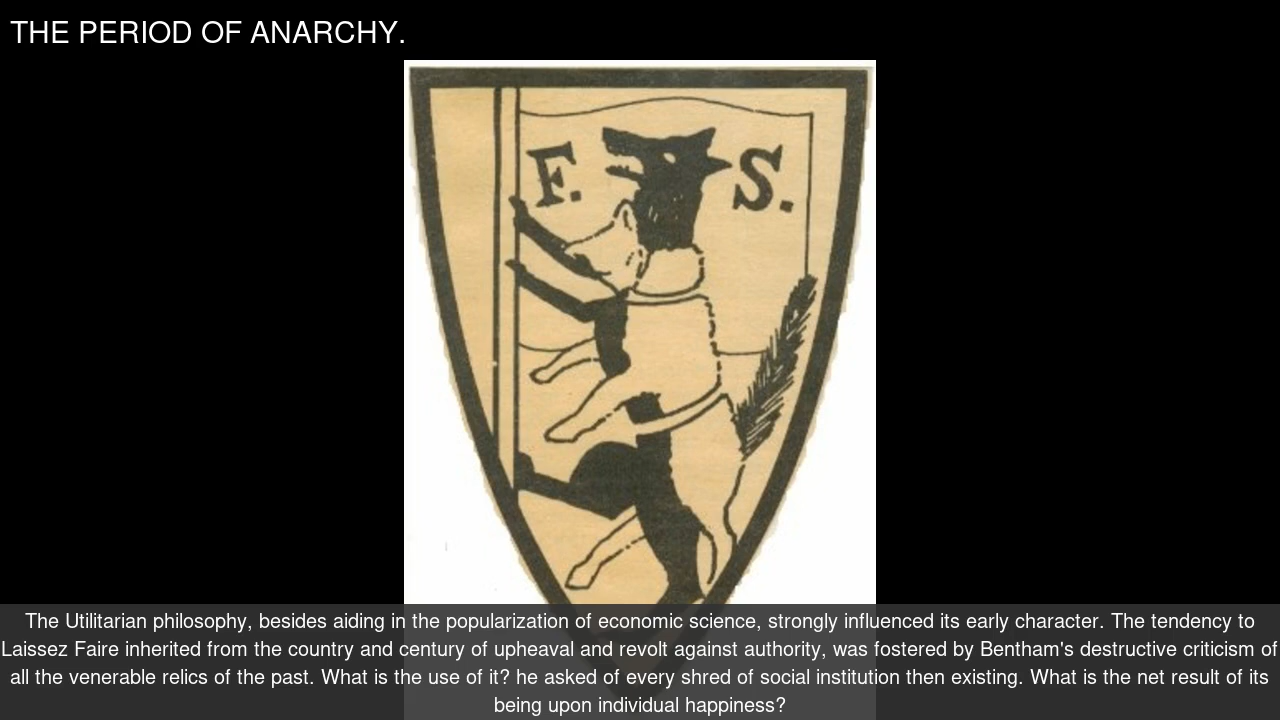 THE PERIOD OF ANARCHY.
F. S.
The Utilitarian philosophy, besides aiding in the popularization of economic science, strongly influenced its early character. The tendency to
Laissez Faire inherited from the country and century of upheaval and revolt against authority, was fostered by Bentham's destructive criticism of
all the venerable relics of the past. What is the use of it? he asked of every shred of social institution then existing. What is the net result of its
being upon individual happiness?